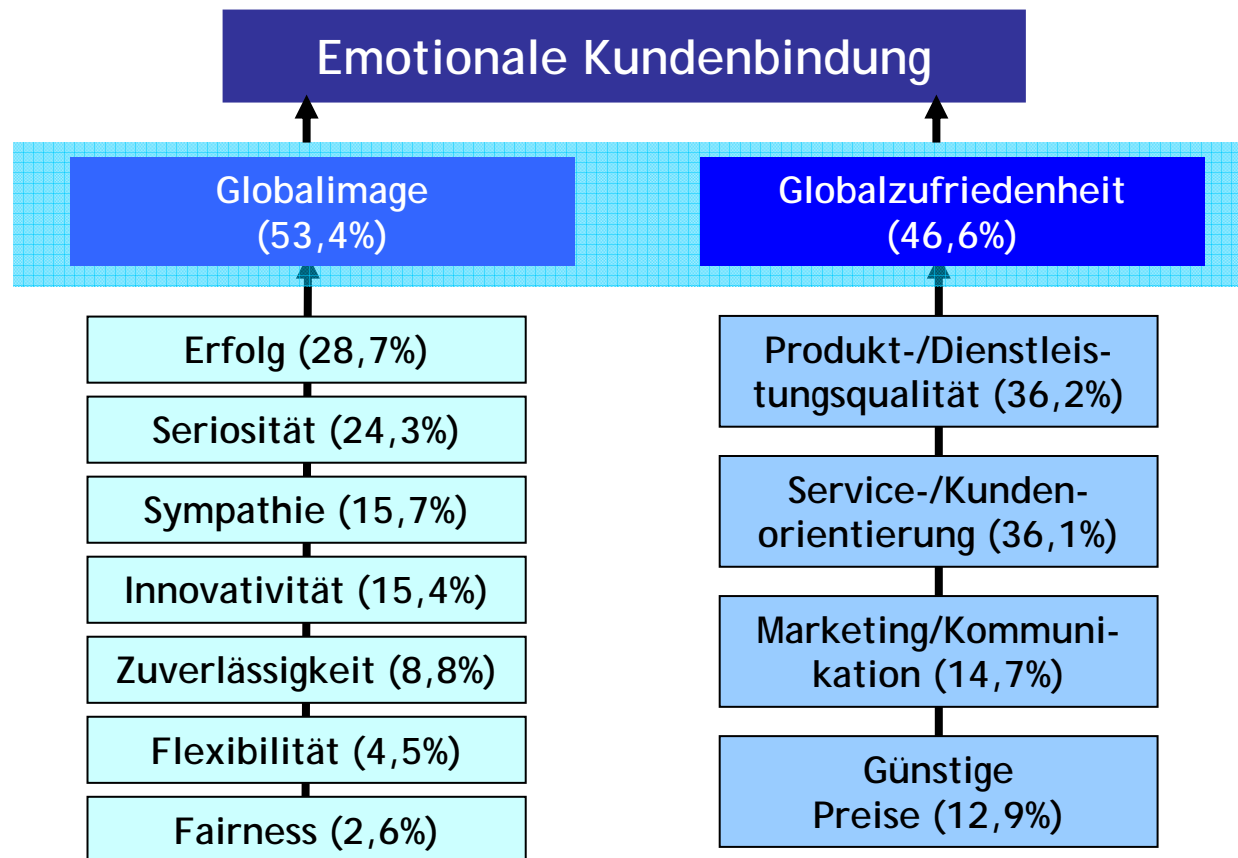 Emotionale Kundenbindung
Globalimage
(53,4%)
Erfolg (28,7%)
Seriosität (24,3%)
Sympathie (15,7%)
Innovativität (15,4%)
Zuverlässigkeit (8,8%)
Flexibilität (4,5%)
Fairness (2,6%)
Globalzufriedenheit
(46,6%)
Produkt-/Dienstleis-
tungsqualität (36,2%)
Service-/Kunden-
orientierung (36,1%)
Marketing/Kommuni-
kation (14,7%)
Günstige
Preise (12,9%)